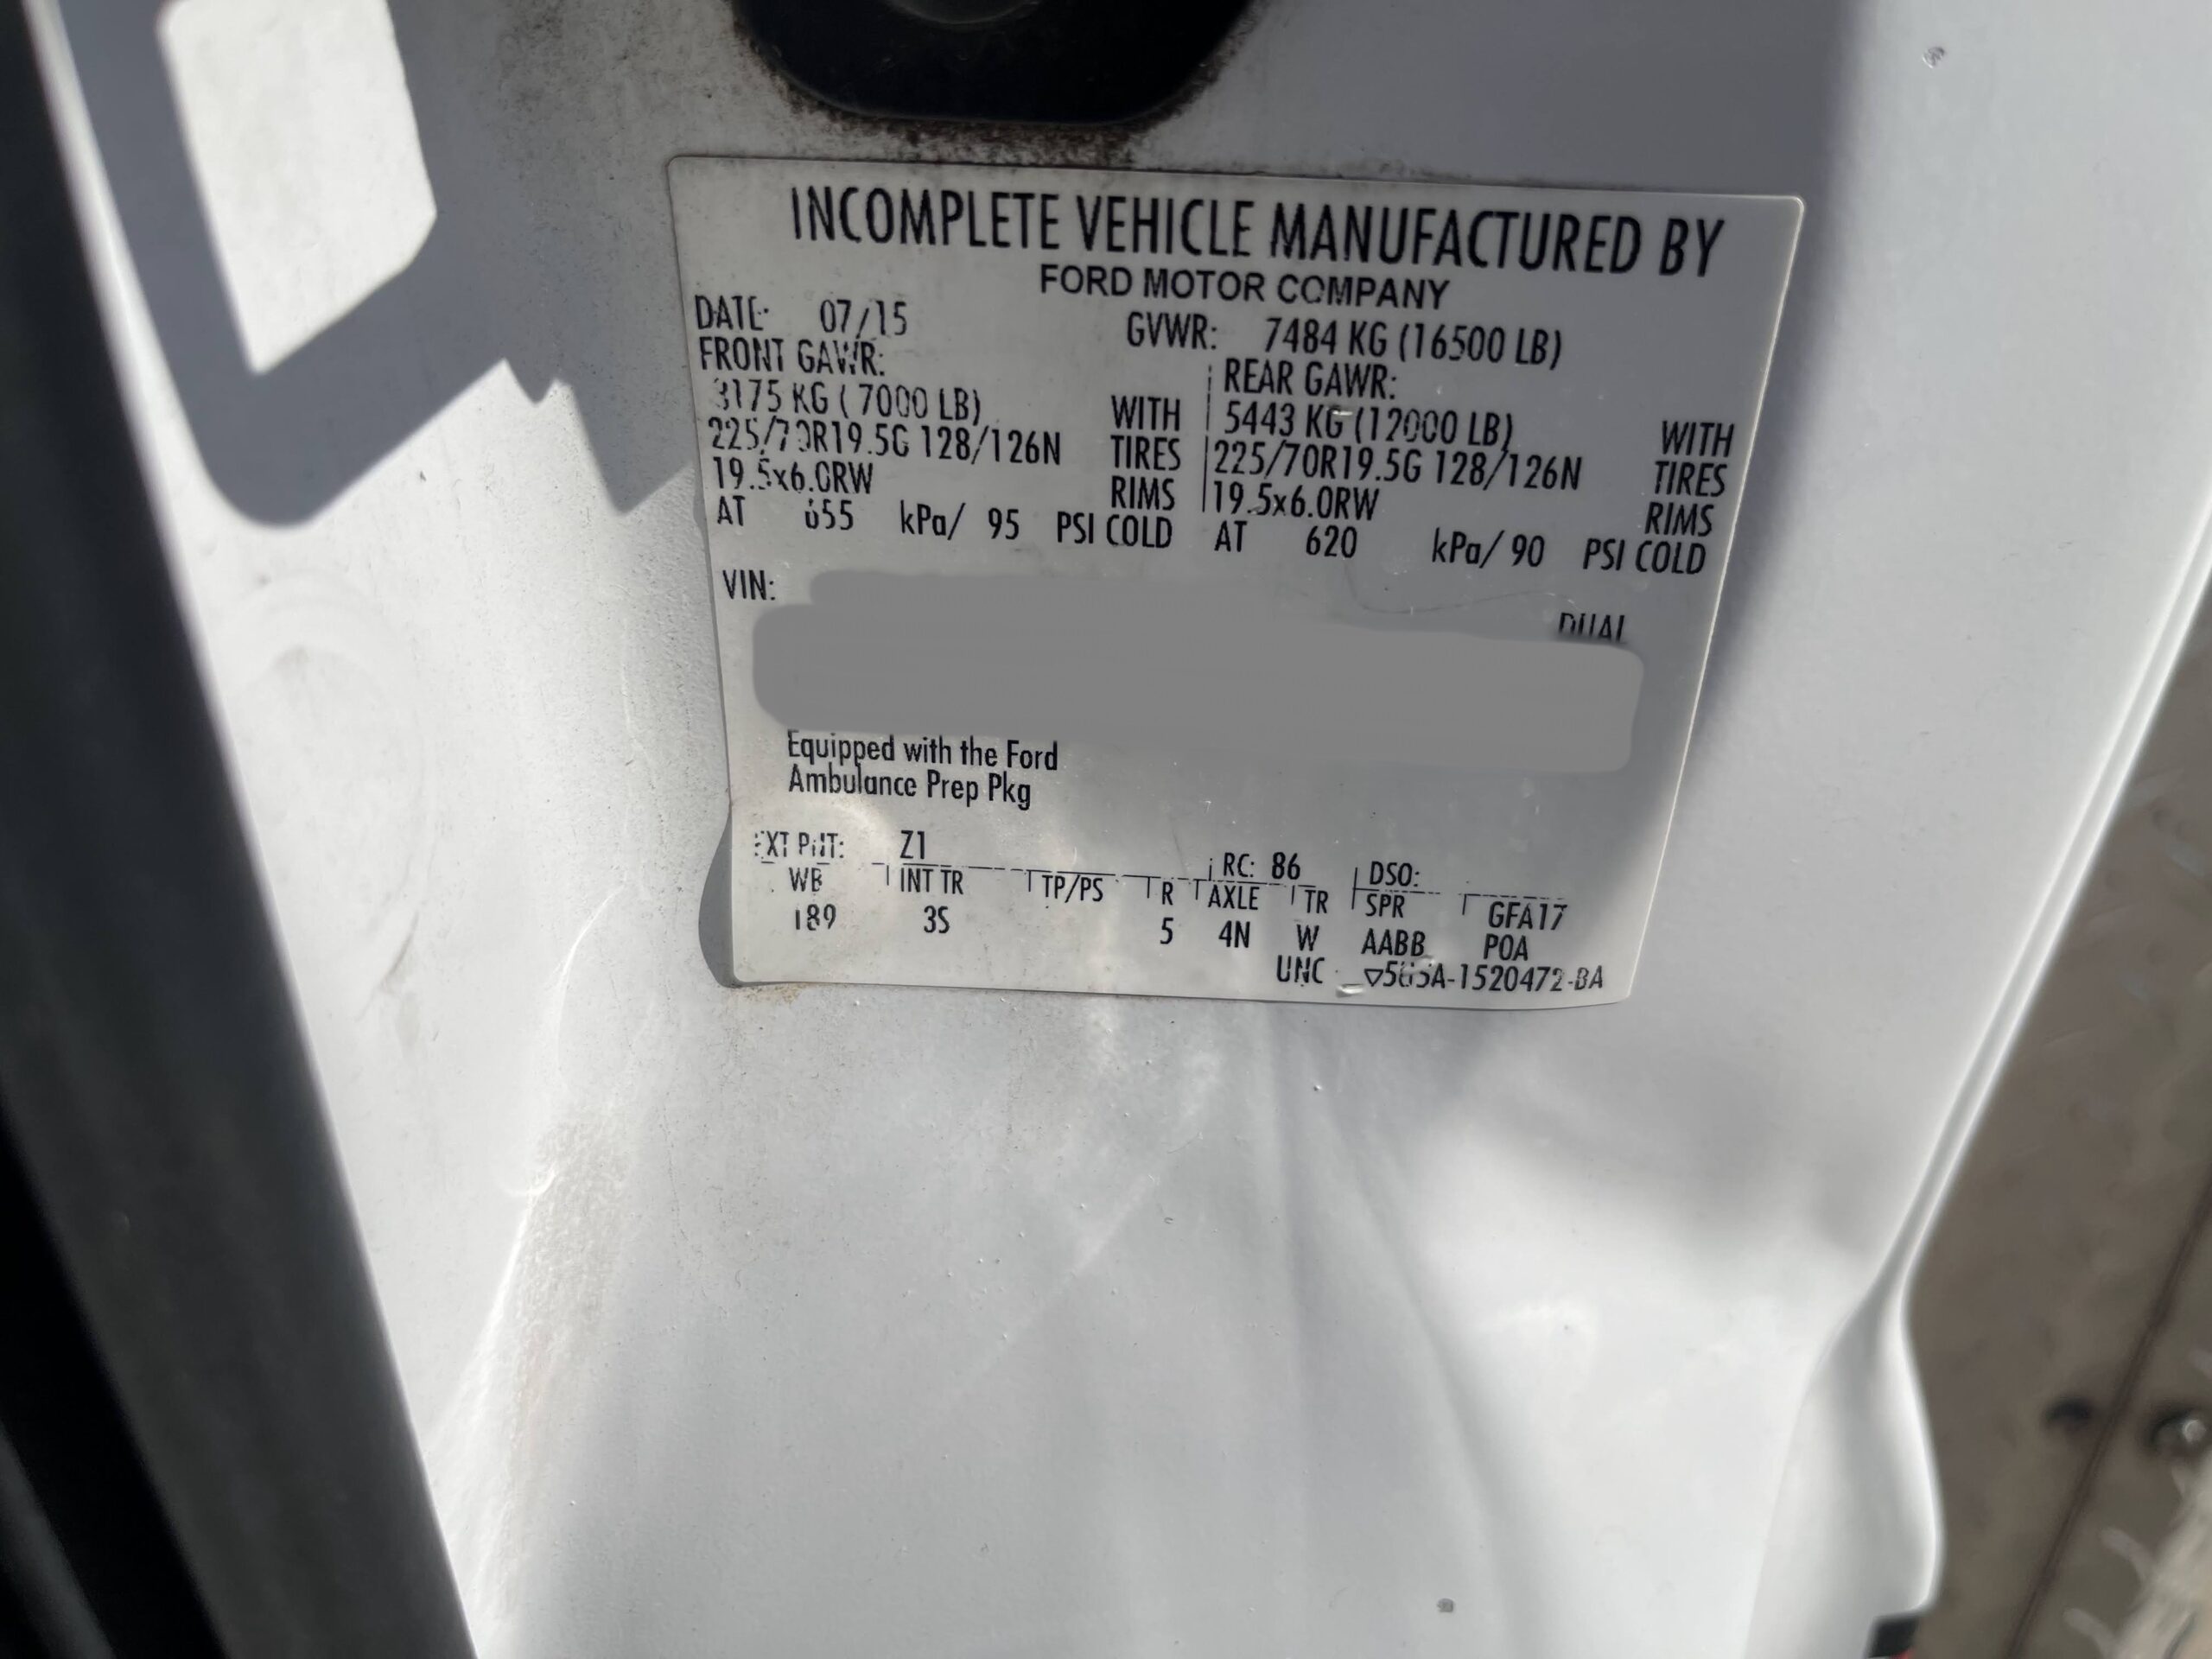 INCOMPLETE VEHICLE MANUFACTURED BY
FORD MOTOR COMPANY
DATE: 07/15 GVWR: 7484 KG (16500 LB)
FRONT GAWR: REAR GAWR:
3175 KG ( 7000 LB) WITH 5443 KG (12000 LB) WITH
225/70R19.5G 128/126N TIRES 225/70R19.5G 128/126N TIRES
19.5x6.0RW RIMS 19.5x6.0RW RIMS
AT 655 kPa/ 95 PSI COLD AT 620 kPa/ 90 PSI COLD
VIN:
DUAL
Equipped with the Ford
Ambulance Prep Pkg
EXT PNT: Z1 RC: 86 DSO:
WB INT TR TP/PS R AXLE TR SPR GFA17
189 3S 5 4N W AABB POA
UNC